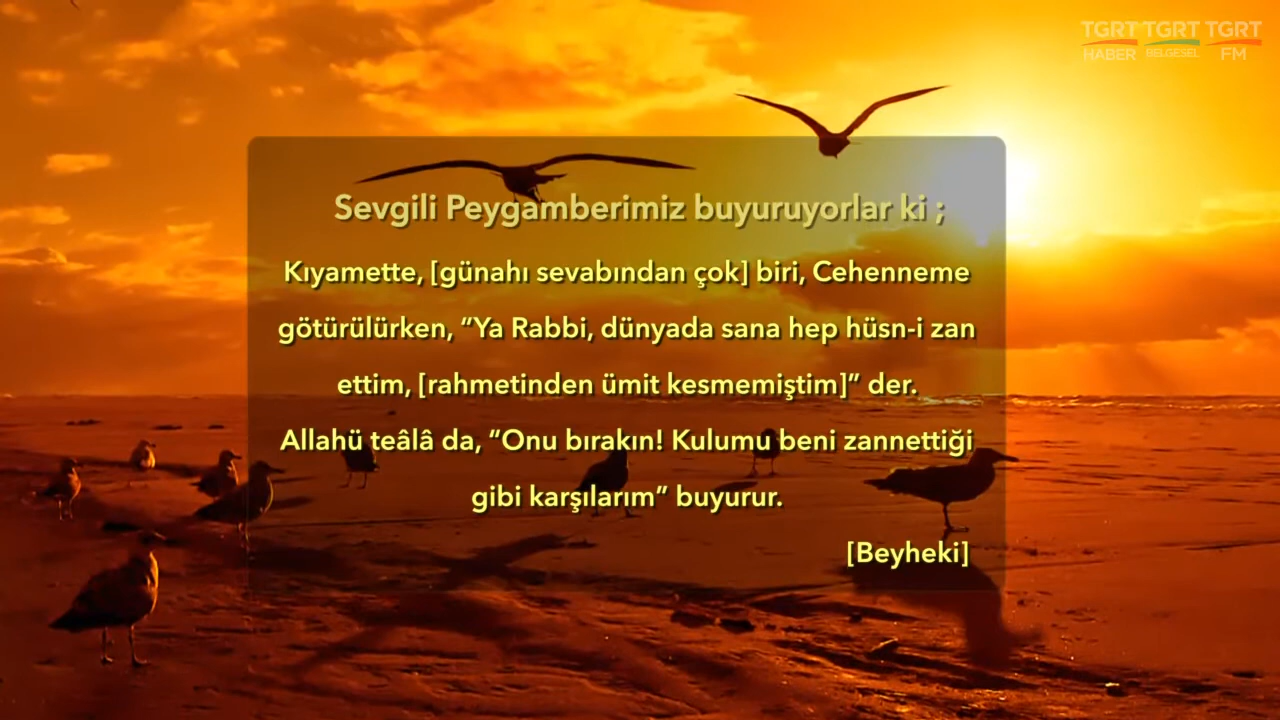 TGRT TGRT TGRT
HABER BELGESEL FM
Sevgili Peygamberimiz buyuruyorlar ki ;
Kıyamette, [günahı sevabından çok] biri, Cehenneme
götürülürken, “Ya Rabbi, dünyada sana hep hüsn-i zan
ettim, [rahmetinden ümit kesmemiştim]” der.
Allahü teâlâ da, “Onu bırakın! Kulumu beni zannettiği
gibi karşılarım” buyurur.
[Beyheki]